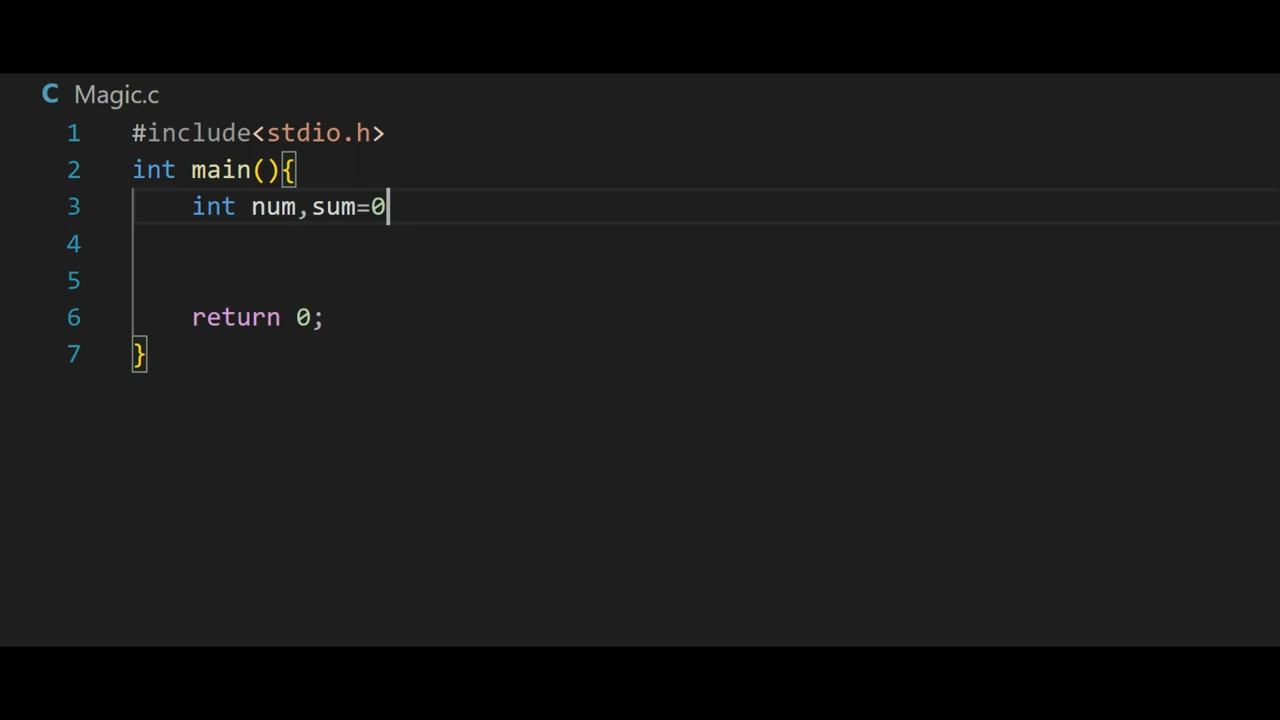 C Magic.c
1 #include<stdio.h>
2 int main(){
3 int num,sum=0
4
5
6 return 0;
7 }